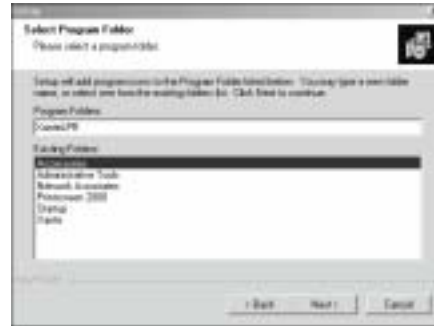 Select Program Folder
Please select a program folder.
Setup will add program icons to the Program Folder listed below. You may type a new folder
name, or select one from the existing folders list. Click Next to continue.
Program Folders:
Existing Folders:
Accessories
Administrative Tools
Network Associates
Printscreen 2000
Startup
< Back
Next >
Cancel